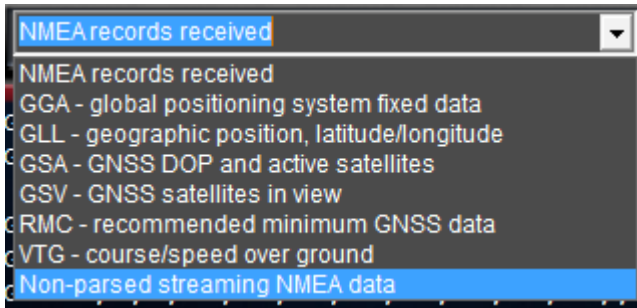 NMEA records received
NMEA records received
GGA - global positioning system fixed data
GLL - geographic position, latitude/longitude
GSA - GNSS DOP and active satellites
GSV - GNSS satellites in view
RMC - recommended minimum GNSS data
VTG - course/speed over ground
Non-parsed streaming NMEA data